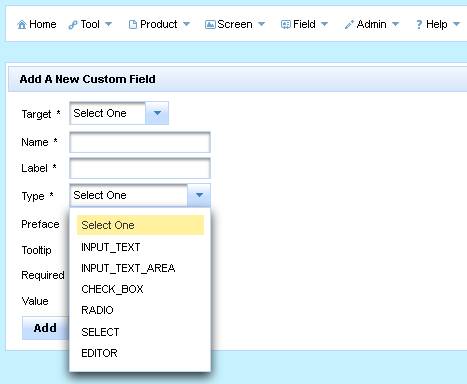 Home Tool Product Screen Field Admin ? Help
Add A New Custom Field
Target * Select One
Name *
Label *
Type * Select One
Preface
Select One
Tooltip
INPUT_TEXT
INPUT_TEXT_AREA
Required
CHECK_BOX
Value
RADIO
Add
SELECT
EDITOR